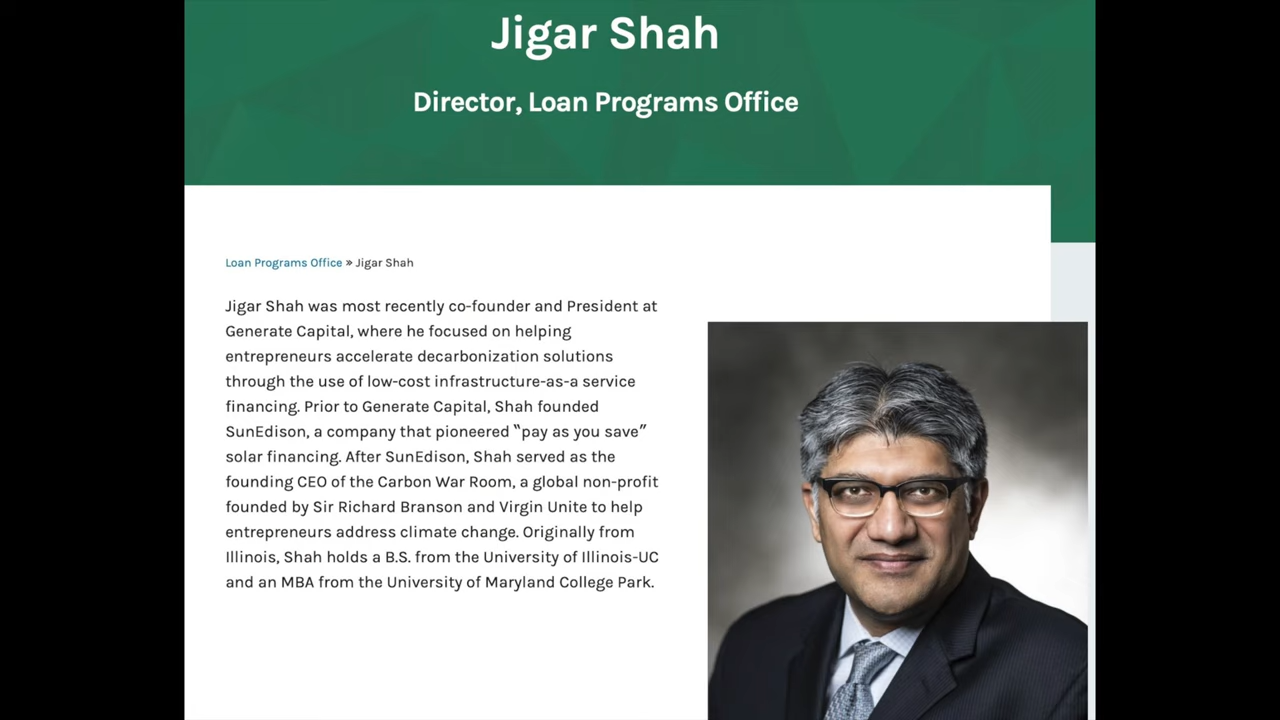 Jigar Shah
Director, Loan Programs Office
Loan Programs Office » Jigar Shah
Jigar Shah was most recently co-founder and President at
Generate Capital, where he focused on helping
entrepreneurs accelerate decarbonization solutions
through the use of low-cost infrastructure-as-a service
financing. Prior to Generate Capital, Shah founded
SunEdison, a company that pioneered “pay as you save”
solar financing. After SunEdison, Shah served as the
founding CEO of the Carbon War Room, a global non-profit
founded by Sir Richard Branson and Virgin Unite to help
entrepreneurs address climate change. Originally from
Illinois, Shah holds a B.S. from the University of Illinois-UC
and an MBA from the University of Maryland College Park.